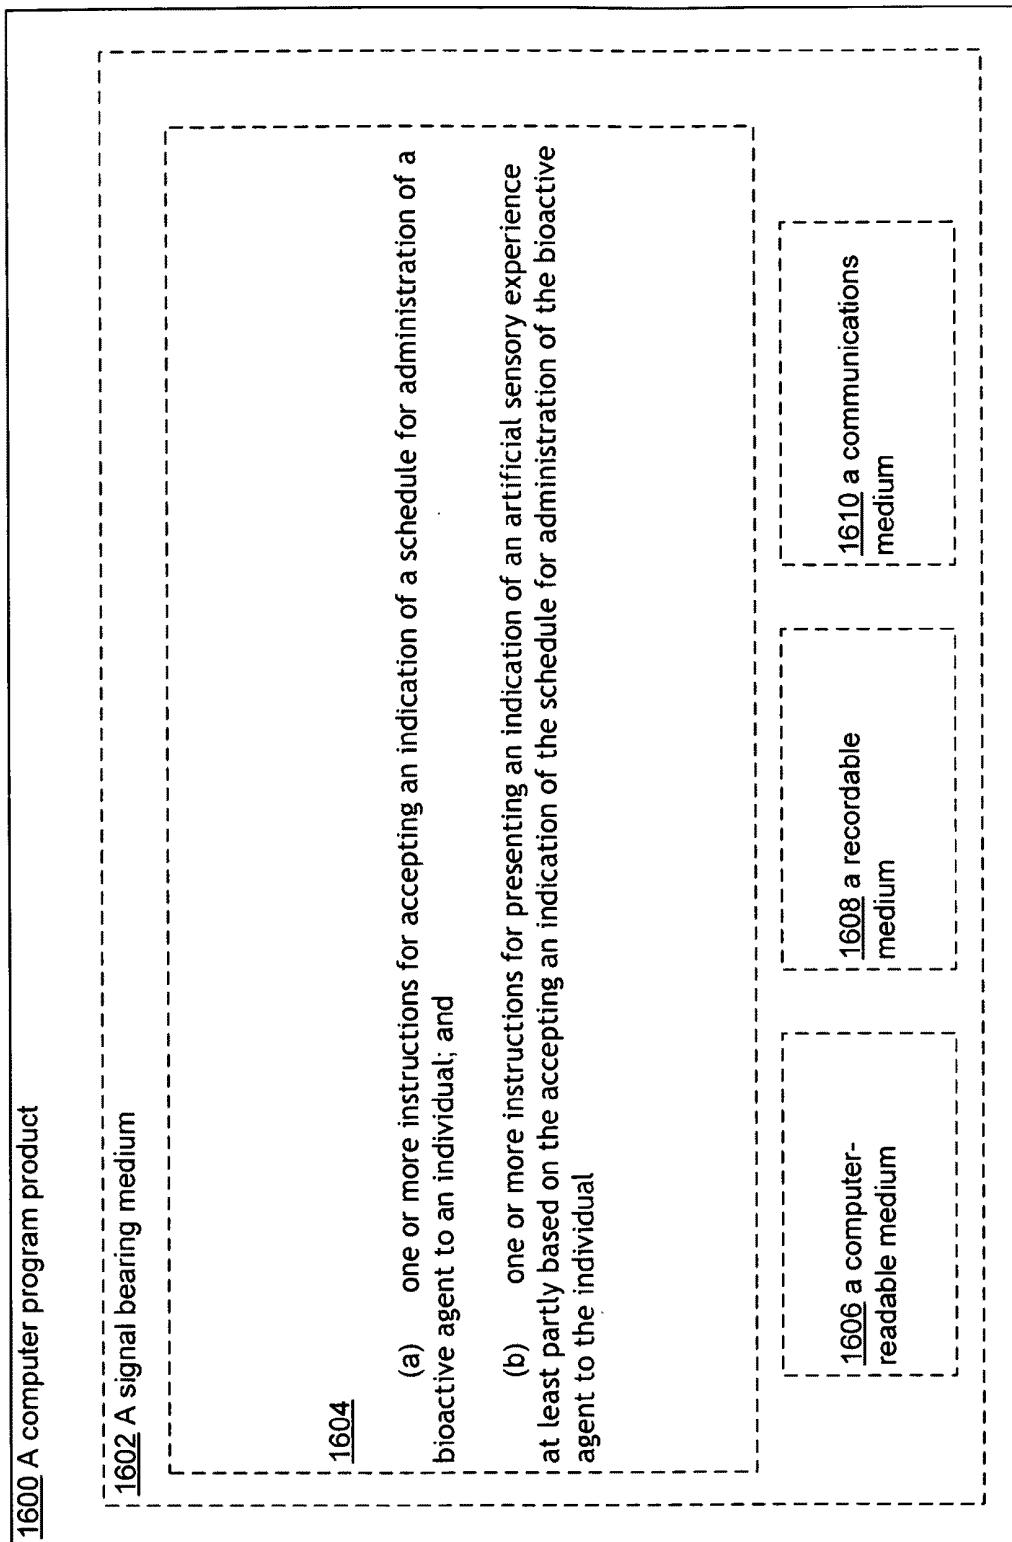 1600 A computer program product
1602 A signal bearing medium
1604
(a) one or more instructions for accepting an indication of a schedule for administration of a
bioactive agent to an individual; and
(b) one or more instructions for presenting an indication of an artificial sensory experience
at least partly based on the accepting an indication of the schedule for administration of the bioactive
agent to the individual
1606 a computer-
readable medium
1608 a recordable
medium
1610 a communications
medium